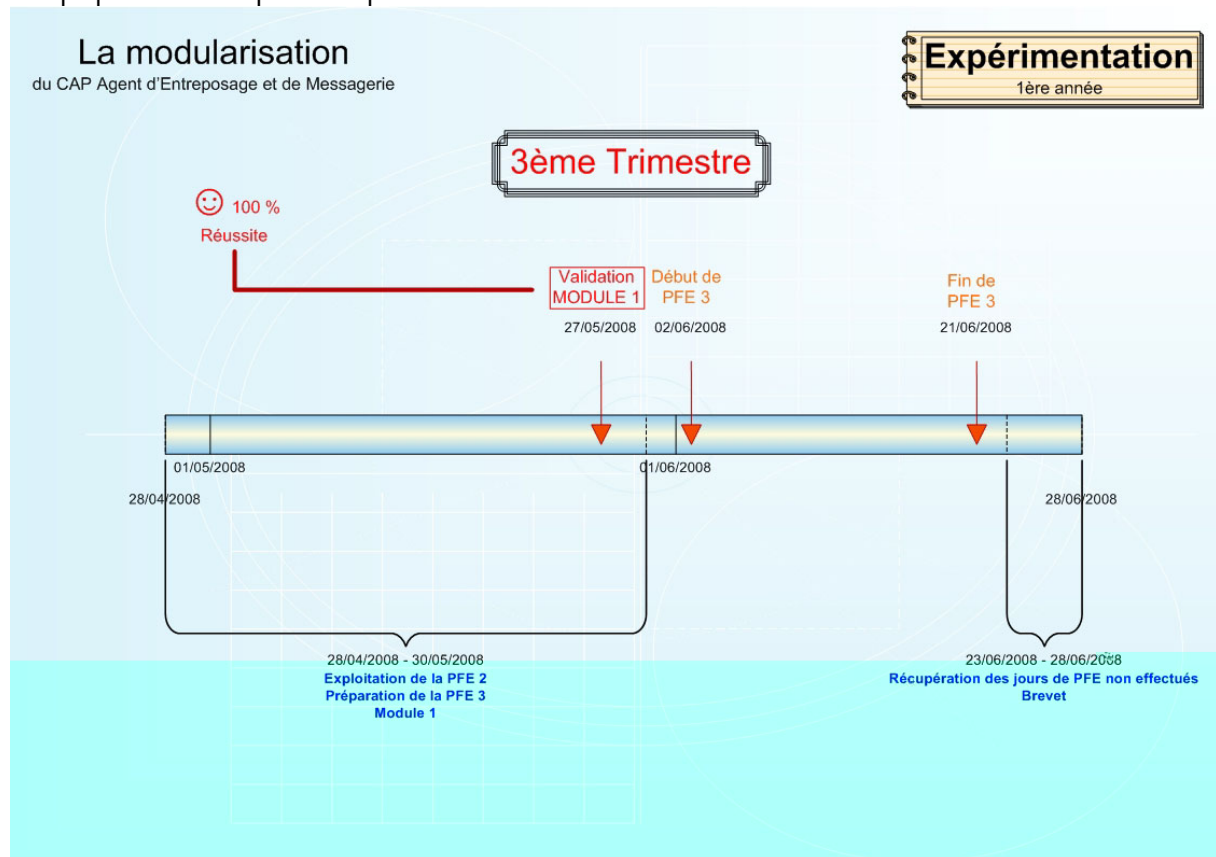 La modularisation
du CAP Agent d'Entreposage et de Messagerie
Expérimentation
1ère année
3ème Trimestre
100 %
Réussite
Validation
MODULE 1
27/05/2008
Début de
PFE 3
02/06/2008
Fin de
PFE 3
21/06/2008
01/05/2008
01/06/2008
28/04/2008
28/06/2008
28/04/2008 - 30/05/2008
Exploitation de la PFE 2
Préparation de la PFE 3
Module 1
23/06/2008 - 28/06/2008
Récupération des jours de PFE non effectués
Brevet